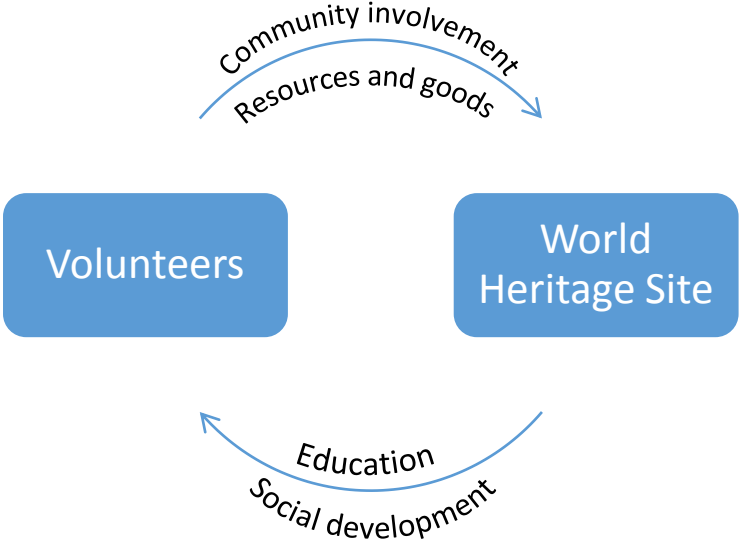 Community involvement
Resources and goods
Volunteers
World
Heritage Site
Education
Social development